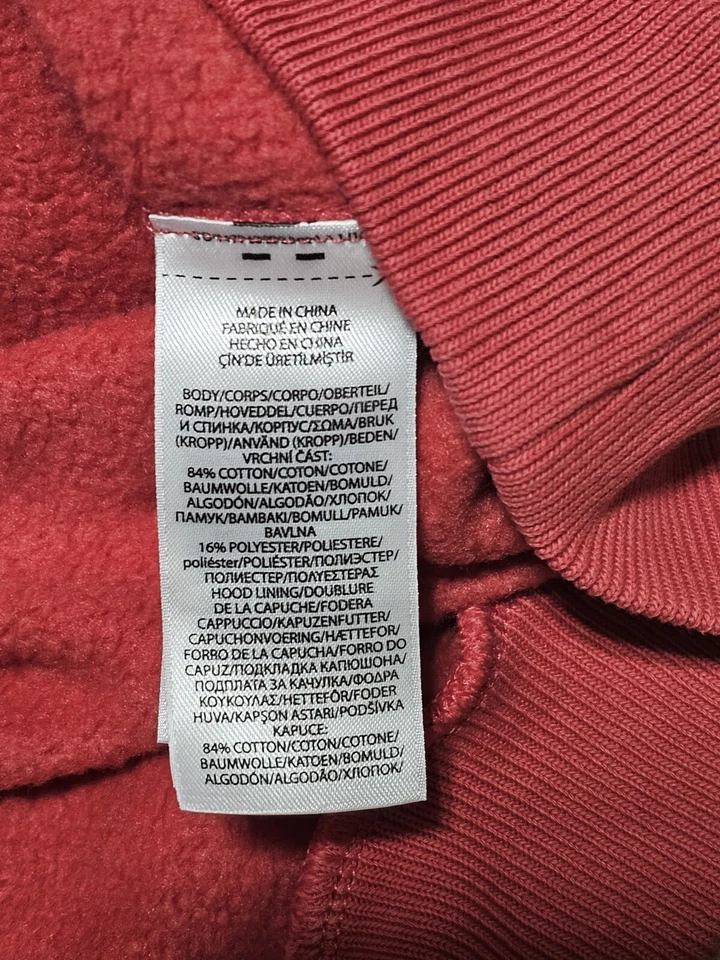 MADE IN CHINA
FABRIQUÉ EN CHINE
HECHO EN CHINA
ÇİN'DE ÜRETİLMİŞTİR
BODY/CORPS/CORPO/OBERTEIL/
ROMP/HOVEDDEL/CUERPO/ПЕРЕД
И СПИНКА/КОРПУС/ΣΩΜΑ/BRUK
(KROPP)/ANVÄND (KROPP)/BEDEN/
VRCHNÍ ČÁST:
84% COTTON/COTON/COTONE/
BAUMWOLLE/KATOEN/BOMULD/
ALGODÓN/ALGODÃO/ХЛОПОК/
ПАМУК/ΒΑΜΒΑΚΙ/BOMULL/PAMUK/
BAVLNA
16% POLYESTER/POLIESTERE/
poliéster/POLIÉSTER/ПОЛИЭСТЕР/
ПОЛИЕСТЕР/ΠΟΛΥΕΣΤΕΡΑΣ
HOOD LINING/DOUBLURE
DE LA CAPUCHE/FODERA
CAPPUCCIO/KAPUZENFUTTER/
CAPUCHONVOERING/HÆTTEFOR/
FORRO DE LA CAPUCHA/FORRO DO
CAPUZ/ПОДКЛАДКА КАПЮШОНА/
ПОДПЛАТА ЗА КАЧУЛКА/ΦΟΔΡΑ
ΚΟΥΚΟΥΛΑΣ/HETTEFÔR/FODER
HUVA/KAPŞON ASTARI/PODŠÍVKA
KAPUCE:
84% COTTON/COTON/COTONE/
BAUMWOLLE/KATOEN/BOMULD/
ALGODÓN/ALGODÃO/ХЛОПОК/